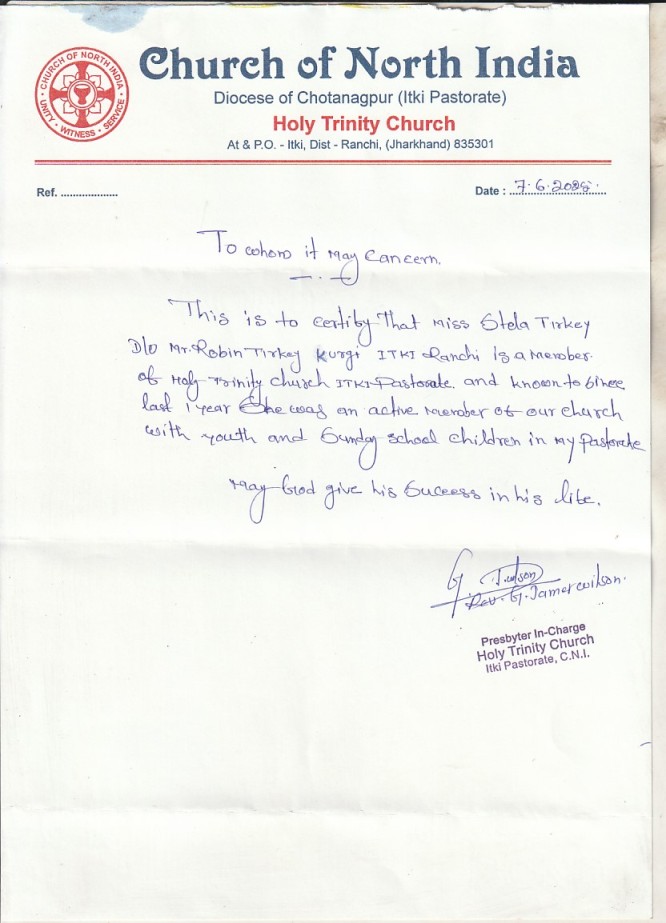 CHURCH OF NORTH INDIA
UNITY · WITNESS · SERVICE
Church of North India
Diocese of Chotanagpur (Itki Pastorate)
Holy Trinity Church
At & P.O. - Itki, Dist - Ranchi, (Jharkhand) 835301
Ref. ...................
Date : 7.6.2025.
To whom it May Cancern.
This is to certify That Miss Stela Tirkey
D/o Mr. Robin Tirkey Kurgi ITKI Ranchi is a Member.
of Holy Trinity church ITKI-Pastorate. and known to since
last 1 year She was an active Member of our church
with youth and Sunday school children in My Pastorate
May God give his Success in his life.
Rev. G.
Presbyter In-Charge
Holy Trinity Church
Itki Pastorate, C.N.I.